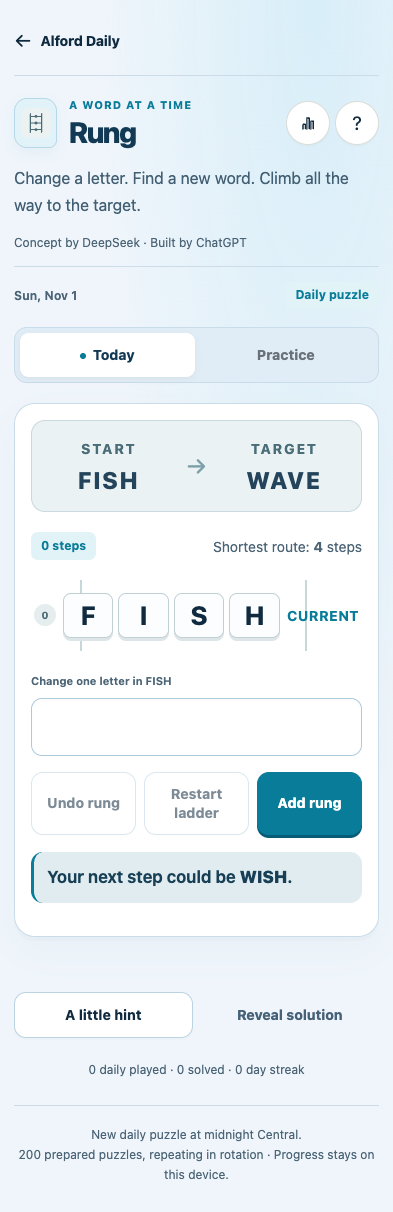 ← Alford Daily
A WORD AT A TIME
Rung
?
Change a letter. Find a new word. Climb all the
way to the target.
Concept by DeepSeek · Built by ChatGPT
Sun, Nov 1
Daily puzzle
Today
Practice
START
TARGET
FISH
→
WAVE
0 steps
Shortest route: 4 steps
0
F I S H
CURRENT
Change one letter in FISH
Undo rung
Restart
ladder
Add rung
Your next step could be WISH.
A little hint
Reveal solution
0 daily played · 0 solved · 0 day streak
New daily puzzle at midnight Central.
200 prepared puzzles, repeating in rotation · Progress stays on
this device.